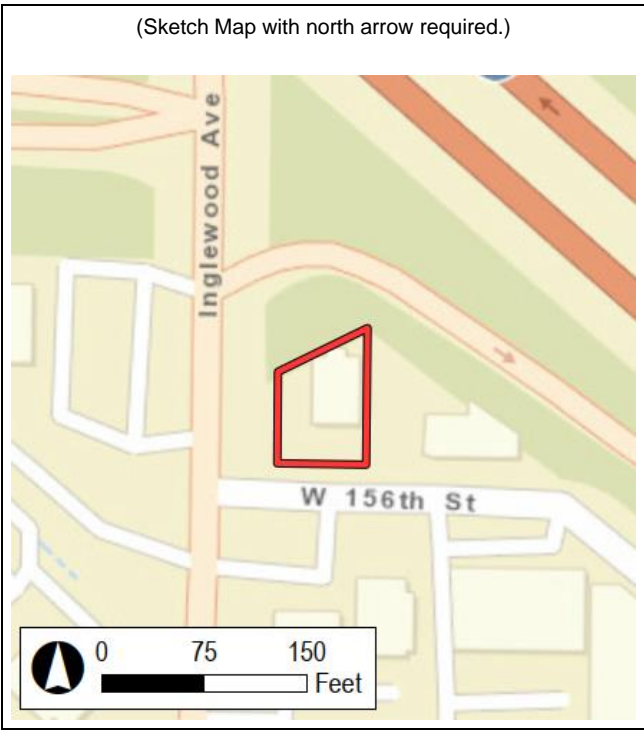 (Sketch Map with north arrow required.)
Inglewood Ave
W 156th St
0 75 150
Feet